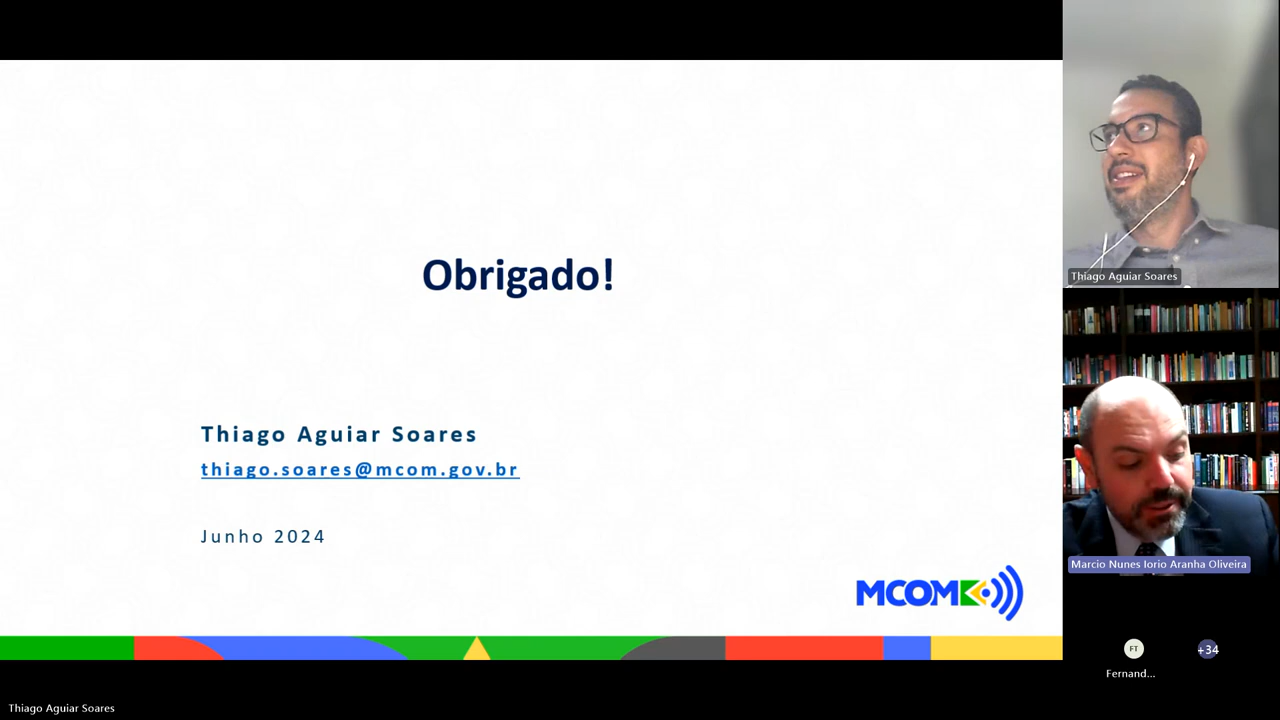 Obrigado!
Thiago Aguiar Soares
thiago.soares@mcom.gov.br
Junho 2024
MCOM
Thiago Aguiar Soares
Marcio Nunes Iorio Aranha Oliveira
FT
+34
Fernand...
Thiago Aguiar Soares